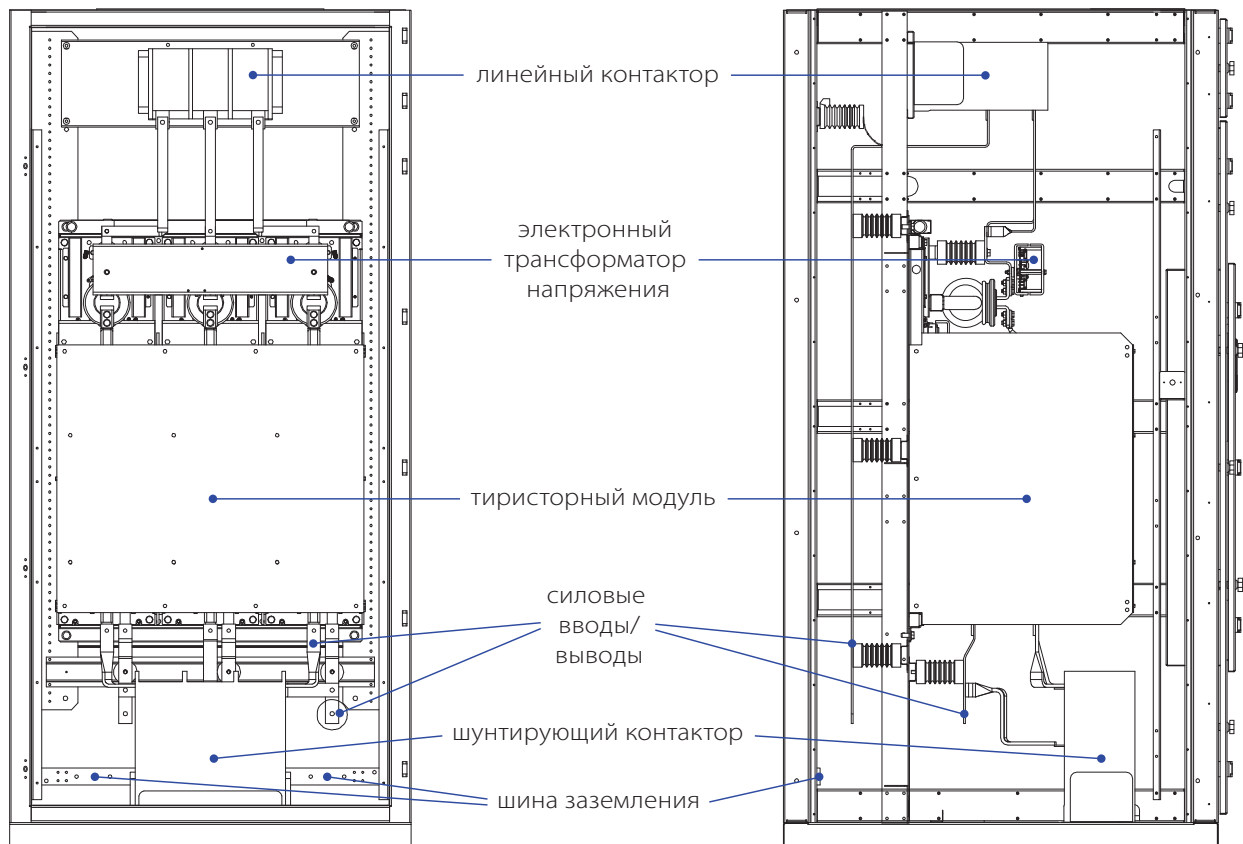 линейный контактор
электронный
трансформатор
напряжения
тиристорный модуль
силовые
вводы/
выводы
шунтирующий контактор
шина заземления